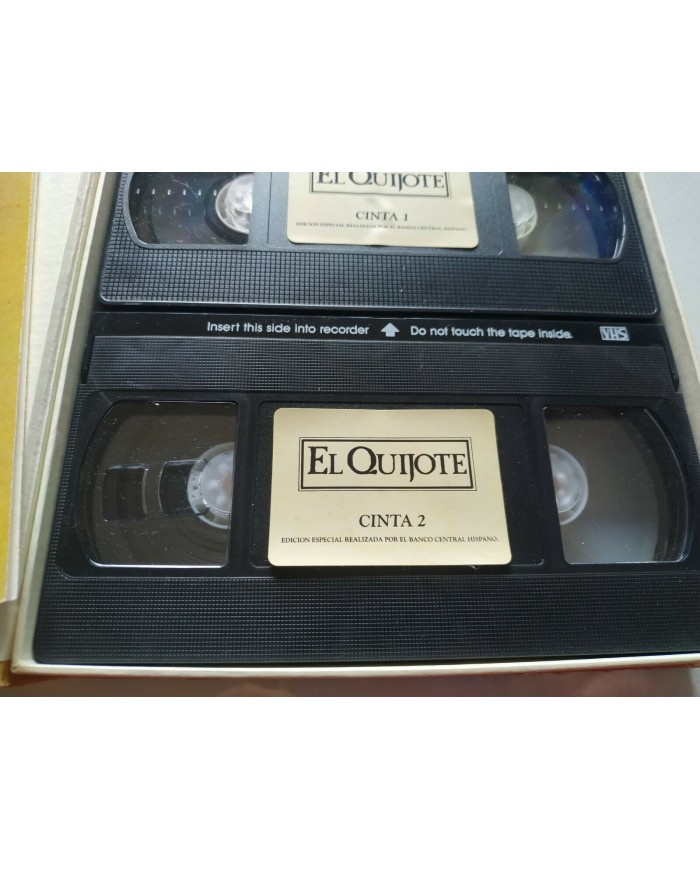 EL QUIJOTE
CINTA 1
EDICION ESPECIAL REALIZADA POR EL BANCO CENTRAL HISPANO.
Insert this side into recorder Do not touch the tape inside. VHS
EL QUIJOTE
CINTA 2
EDICION ESPECIAL REALIZADA POR EL BANCO CENTRAL HISPANO.